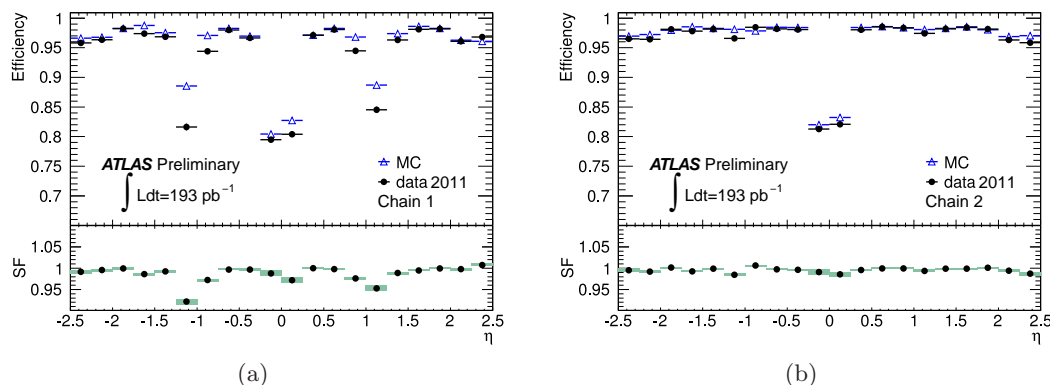 Efficiency
1
0.95
0.9
0.85
0.8
0.75
0.7
ATLAS Preliminary
∫ Ldt=193 pb⁻¹
MC
data 2011
Chain 1
SF
1.05
1
0.95
-2.5 -2 -1.5 -1 -0.5 0 0.5 1 1.5 2 2.5
η
(a)
Efficiency
1
0.95
0.9
0.85
0.8
0.75
0.7
ATLAS Preliminary
∫ Ldt=193 pb⁻¹
MC
data 2011
Chain 2
SF
1.05
1
0.95
-2.5 -2 -1.5 -1 -0.5 0 0.5 1 1.5 2 2.5
η
(b)